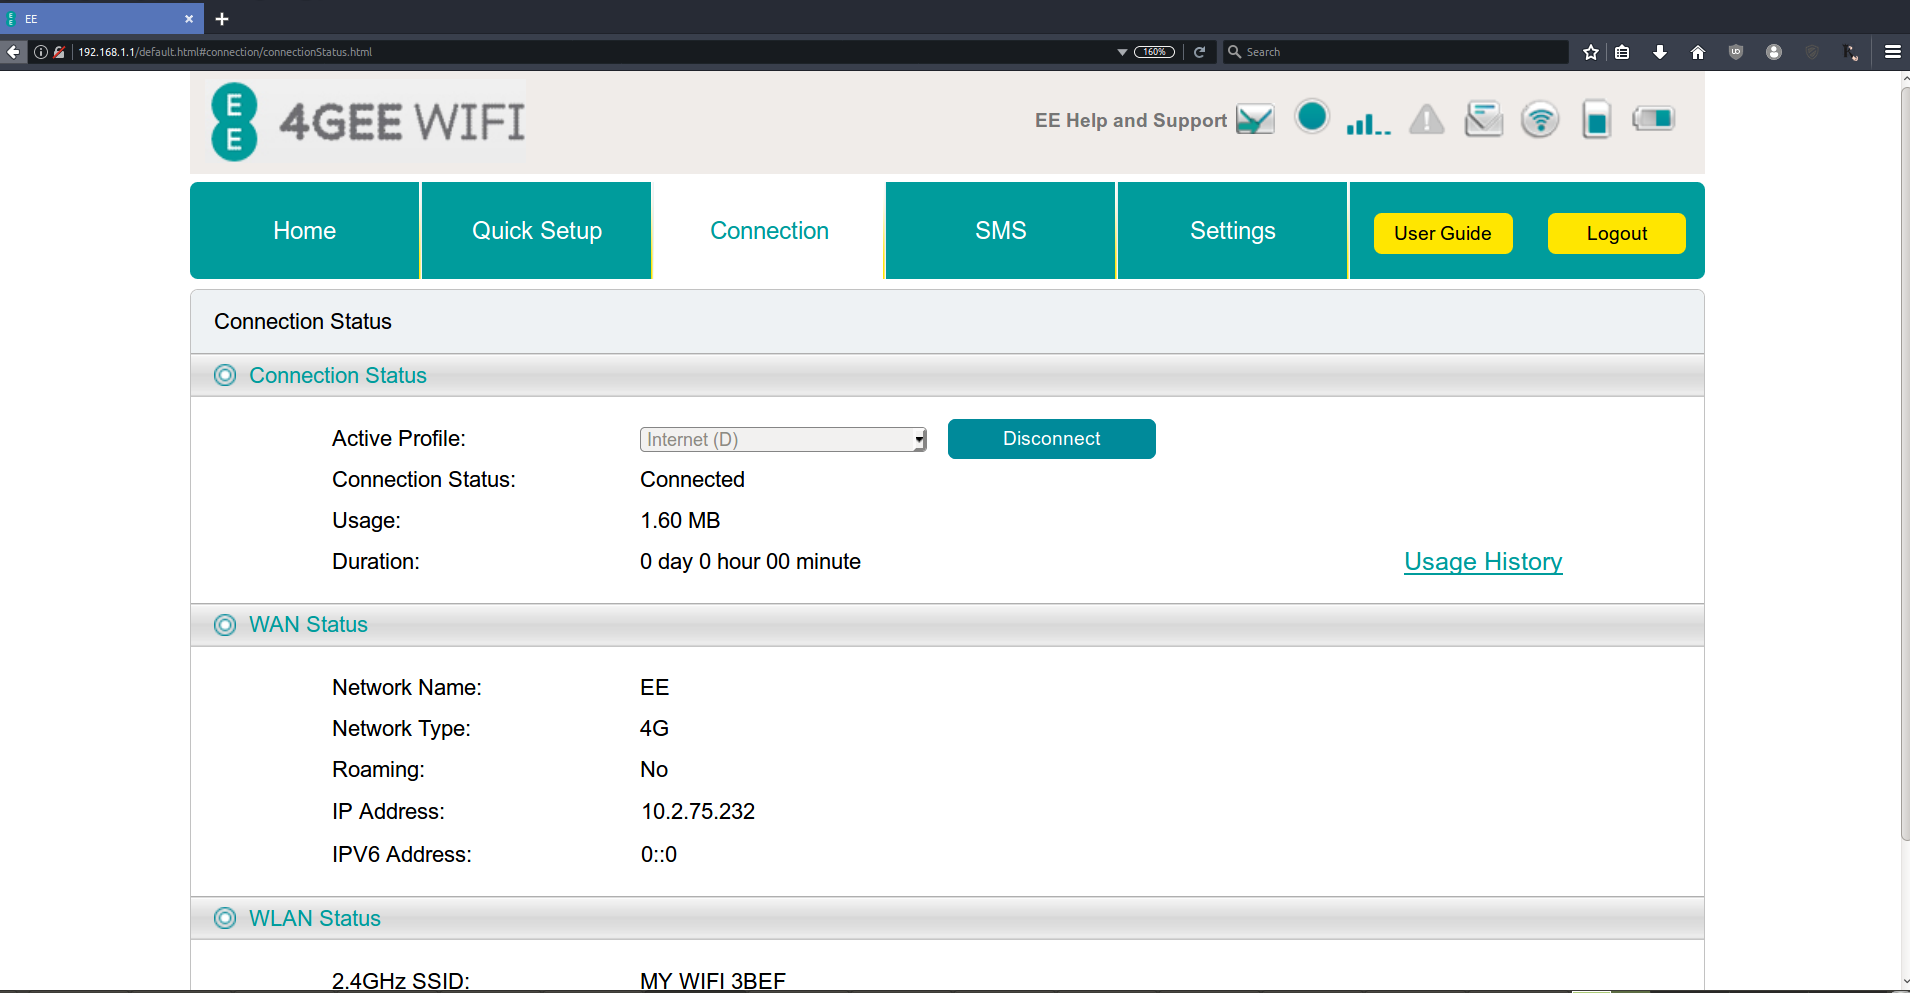 EE
192.168.1.1/default.html#connection/connectionStatus.html
160%
Search
E
E
4GEE WIFI
EE Help and Support
Home
Quick Setup
Connection
SMS
Settings
User Guide
Logout
Connection Status
Connection Status
Active Profile: Internet (D) Disconnect
Connection Status: Connected
Usage: 1.60 MB
Duration: 0 day 0 hour 00 minute
Usage History
WAN Status
Network Name: EE
Network Type: 4G
Roaming: No
IP Address: 10.2.75.232
IPV6 Address: 0::0
WLAN Status
2.4GHz SSID: MY WIFI 3BEF